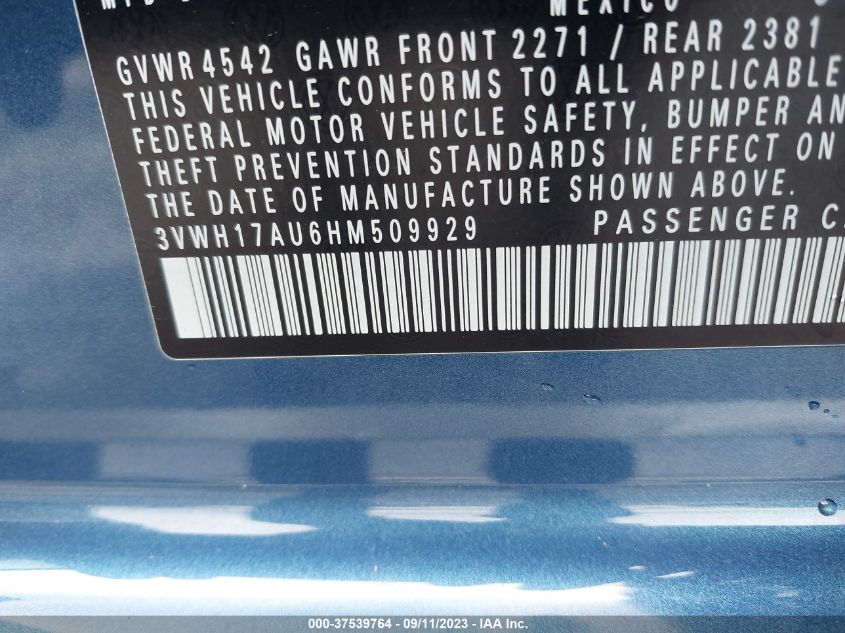 MEXICO
GVWR 4542 GAWR FRONT 2271 / REAR 2381
THIS VEHICLE CONFORMS TO ALL APPLICABLE
FEDERAL MOTOR VEHICLE SAFETY, BUMPER AN
THEFT PREVENTION STANDARDS IN EFFECT ON
THE DATE OF MANUFACTURE SHOWN ABOVE.
3VWH17AU6HM509929 PASSENGER C
000-37539764 - 09/11/2023 - IAA Inc.